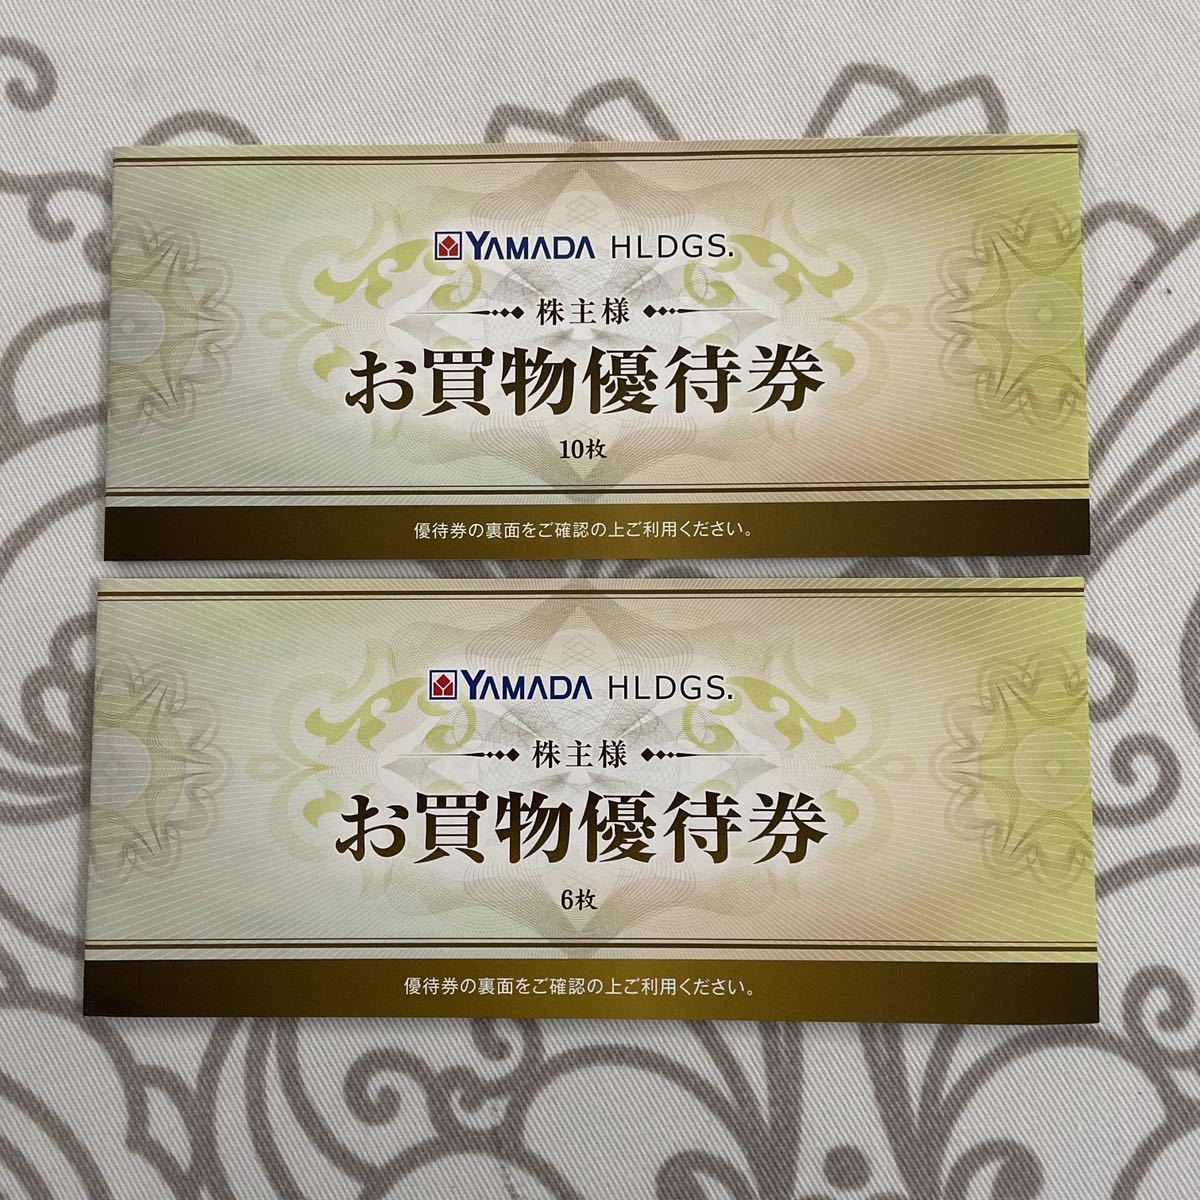 YAMADA HLDGS.
株主様
お買物優待券
10枚
優待券の裏面をご確認の上ご利用ください。
YAMADA HLDGS.
株主様
お買物優待券
6枚
優待券の裏面をご確認の上ご利用ください。